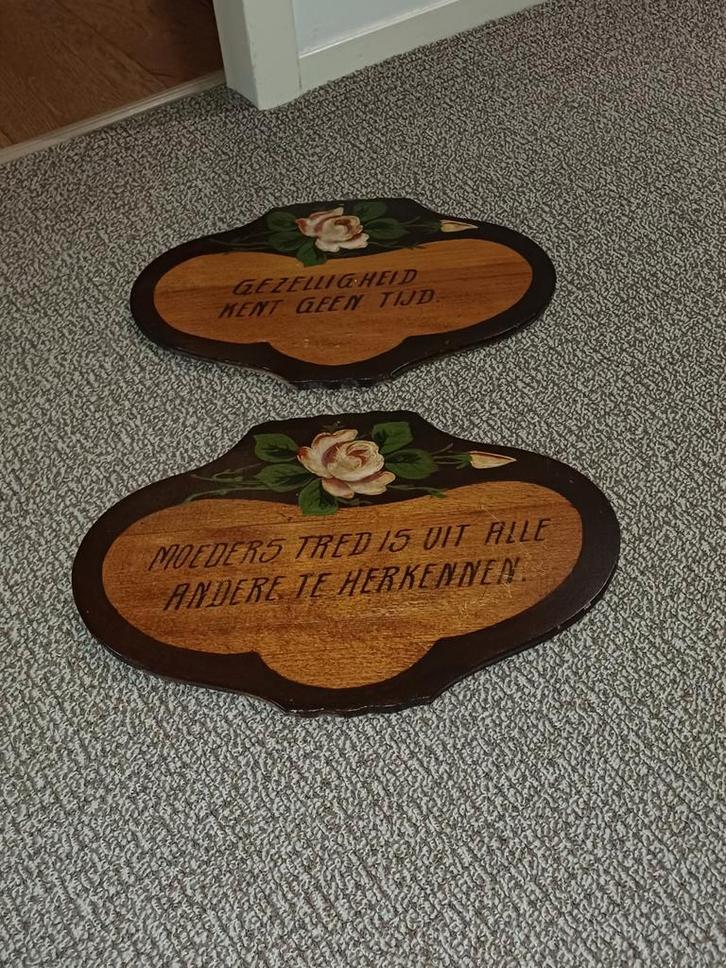 GEZELLIGHEID
KENT GEEN TIJD.
MOEDERS TRED IS UIT ALLE
ANDERE TE HERKENNEN.